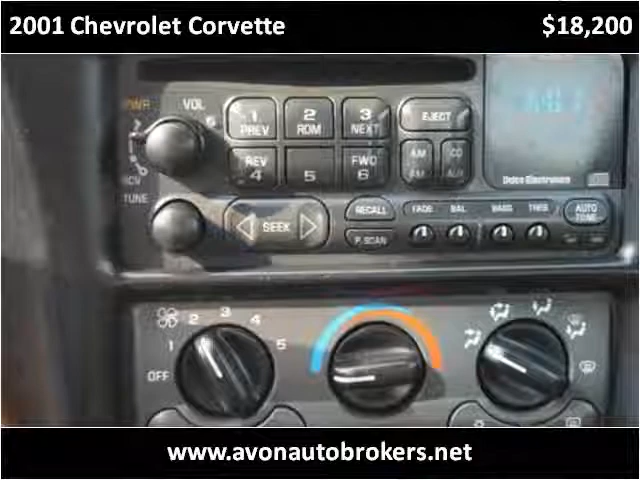 2001 Chevrolet Corvette $18,200
PWR VOL
1 2 3 EJECT
PREV RDM NEXT
REV FWD AM CD
4 5 6 FM AUX
RCV Delco Electronics
TUNE SEEK RECALL FADE BAL BASS TREB AUTO
P.SCAN TONE
2 3 4
1 5
OFF
www.avonautobrokers.net